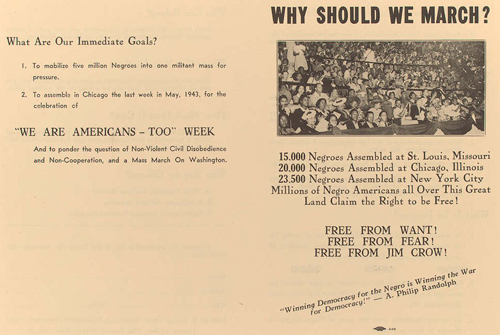 What Are Our Immediate Goals?
1. To mobilize five million Negroes into one militant mass for
pressure.
2. To assemble in Chicago the last week in May, 1943, for the
celebration of
"WE ARE AMERICANS – TOO" WEEK
And to ponder the question of Non-Violent Civil Disobedience
and Non-Cooperation, and a Mass March On Washington.
WHY SHOULD WE MARCH?
15.000 Negroes Assembled at St. Louis, Missouri
20.000 Negroes Assembled at Chicago, Illinois
23.500 Negroes Assembled at New York City
Millions of Negro Americans all Over This Great
Land Claim the Right to be Free!
FREE FROM WANT!
FREE FROM FEAR!
FREE FROM JIM CROW!
"Winning Democracy for the Negro is Winning the War
for Democracy!" — A. Philip Randolph